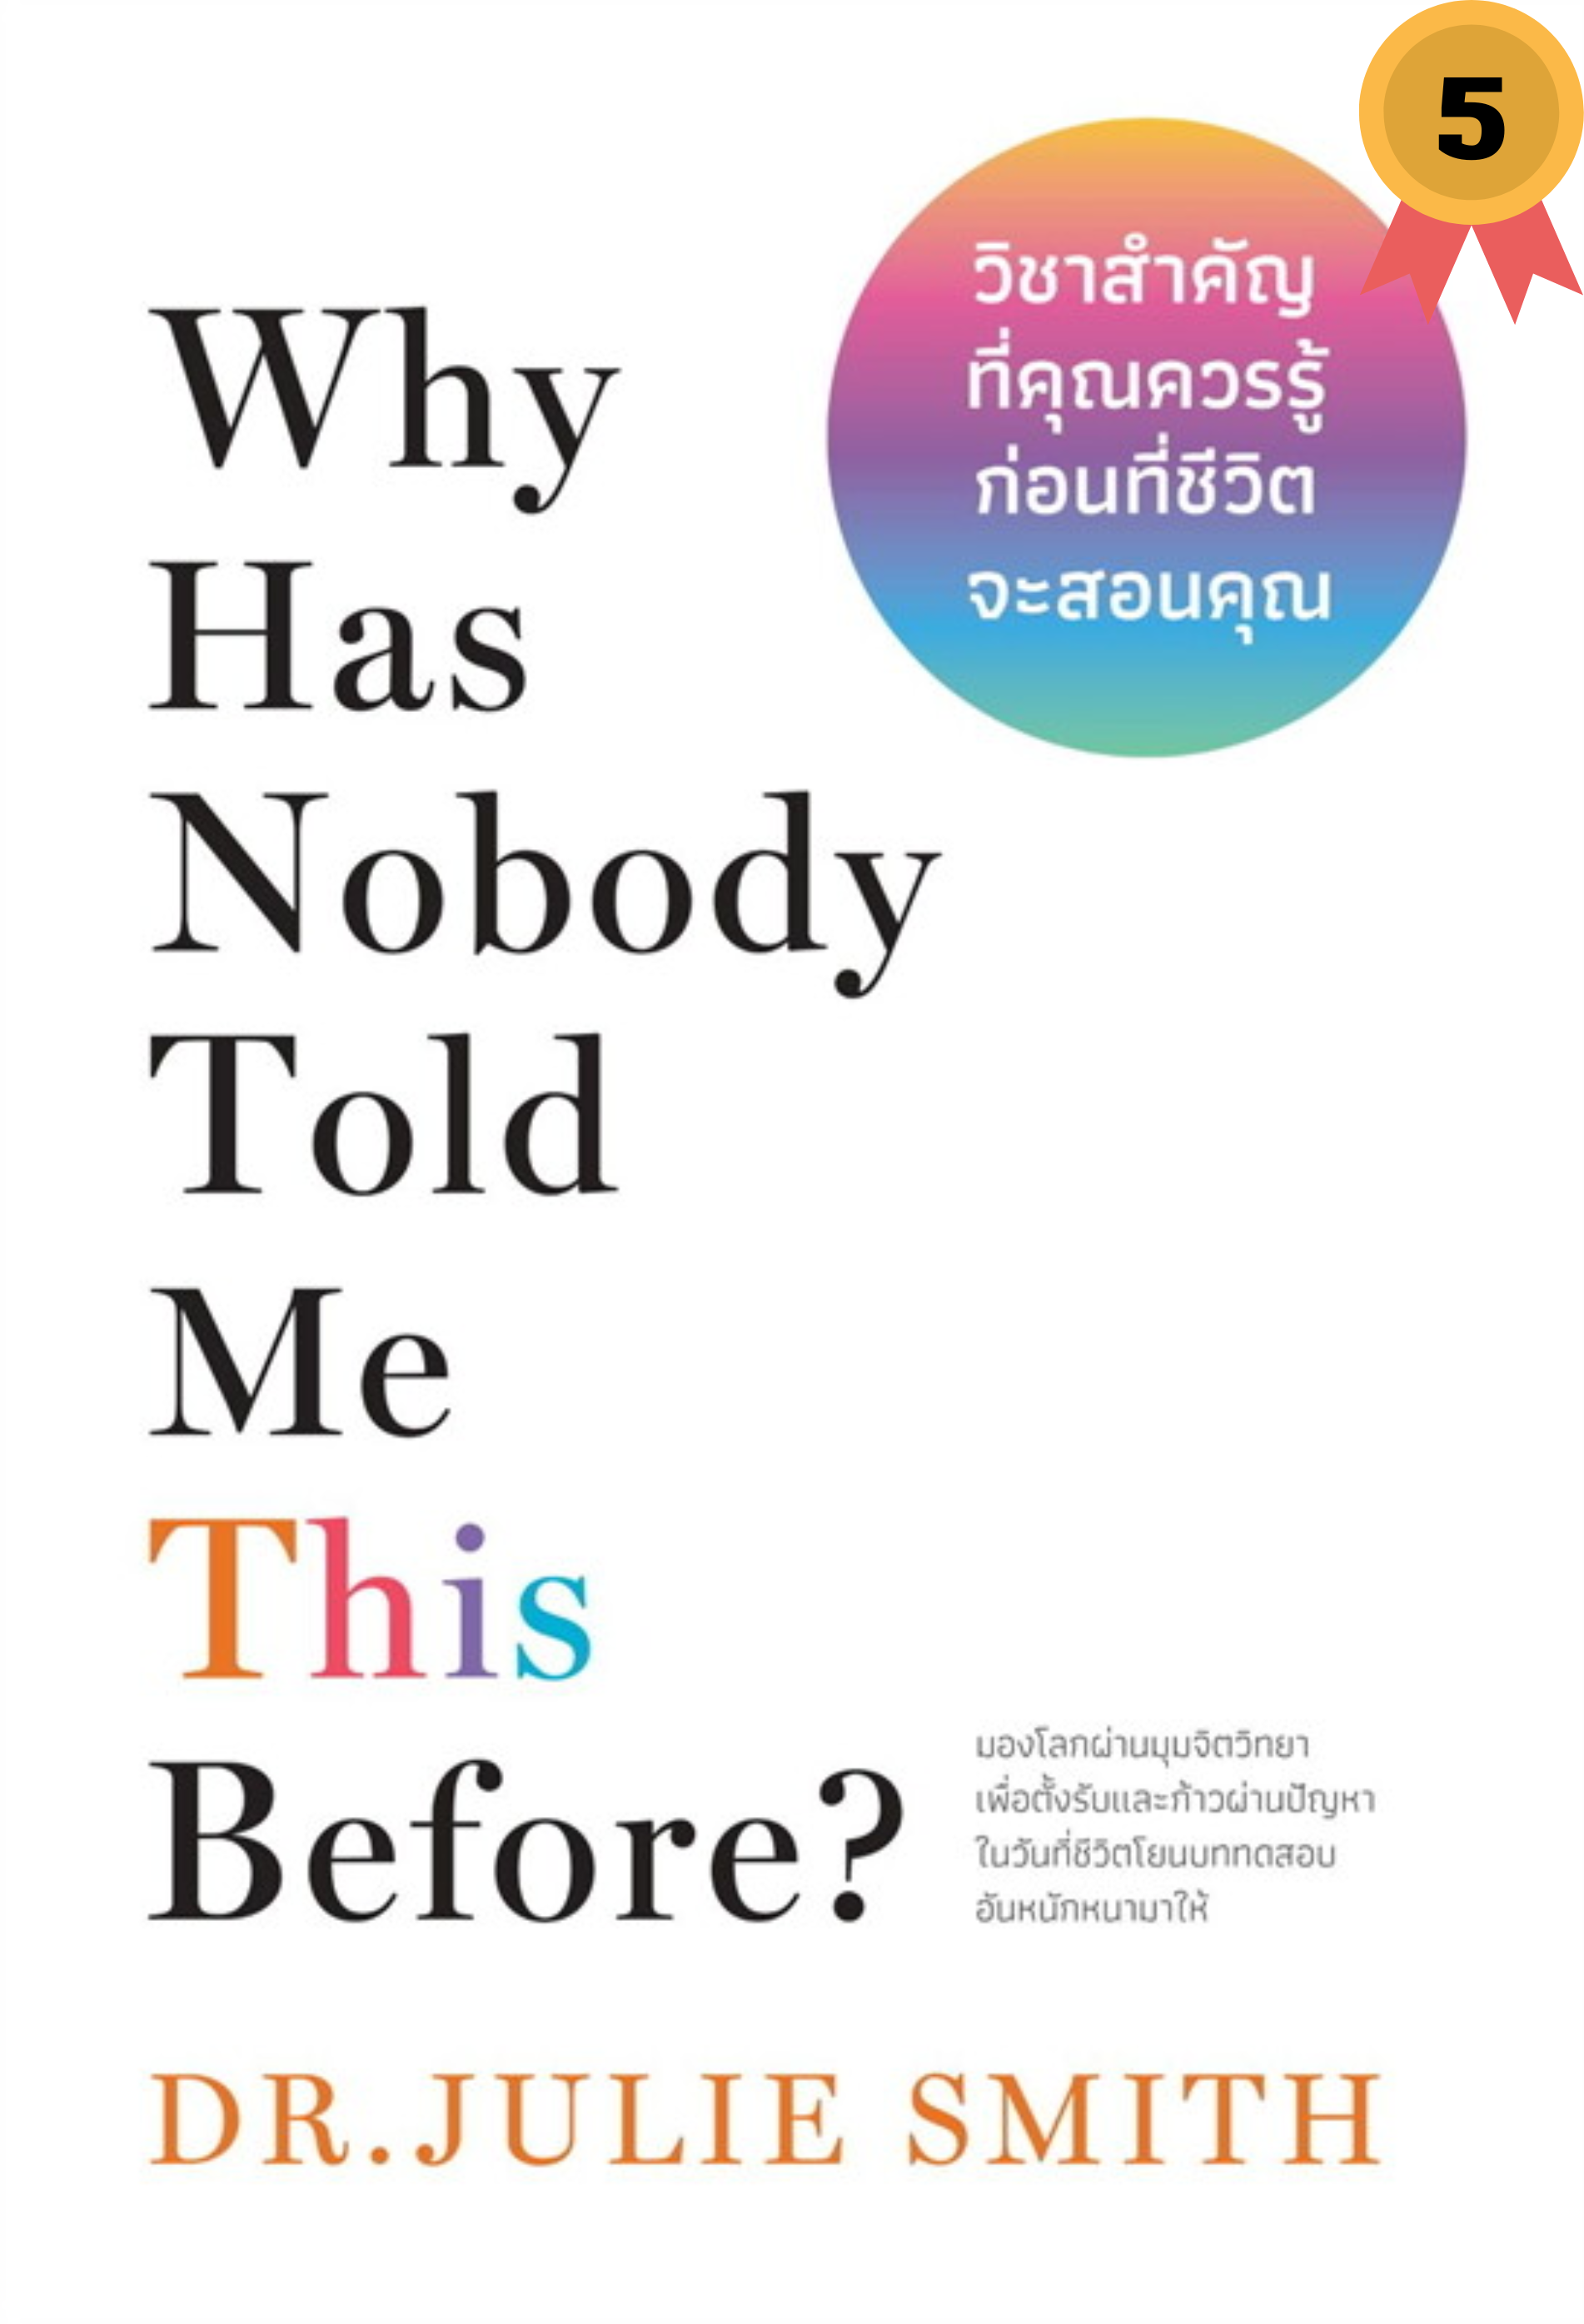 5
วิชาสำคัญ
ที่คุณควรรู้
ก่อนที่ชีวิต
จะสอนคุณ
Why
Has
Nobody
Told
Me
This
Before?
มองโลกผ่านมุมจิตวิทยา
เพื่อตั้งรับและก้าวผ่านปัญหา
ในวันที่ชีวิตโยนบททดสอบ
อันหนักหนามาให้
DR.JULIE SMITH